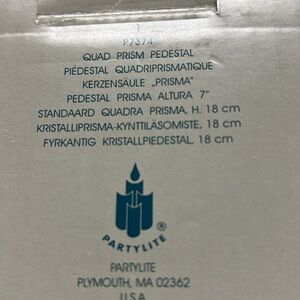 1
P7374
QUAD PRISM PEDESTAL
PIÉDESTAL QUADRIPRISMATIQUE
KERZENSÄULE „PRISMA"
PEDESTAL PRISMA ALTURA 7"
STANDAARD QUADRA PRISMA, H. 18 cm
KRISTALLIPRISMA-KYNTTILÄSOMISTE, 18 cm
FYRKANTIG KRISTALLPIEDESTAL, 18 cm
PARTYLITE®
PARTYLITE
PLYMOUTH, MA 02362
U.S.A.